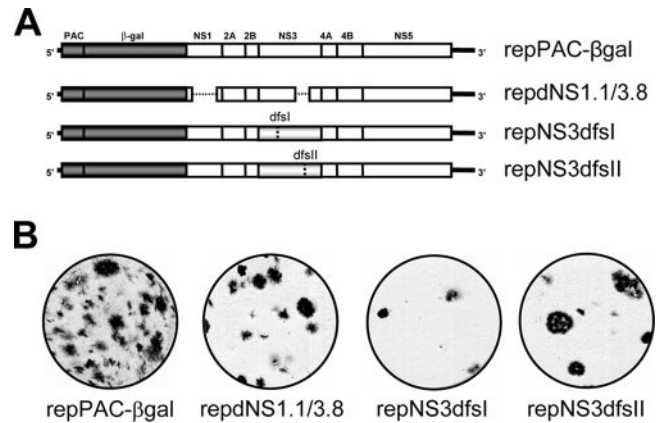 A
PAC β-gal NS1 2A 2B NS3 4A 4B NS5
5' 3' repPAC-βgal
5' 3' repdNS1.1/3.8
dfsI
5' 3' repNS3dfsI
dfsII
5' 3' repNS3dfsII
B
repPAC-βgal repdNS1.1/3.8 repNS3dfsI repNS3dfsII